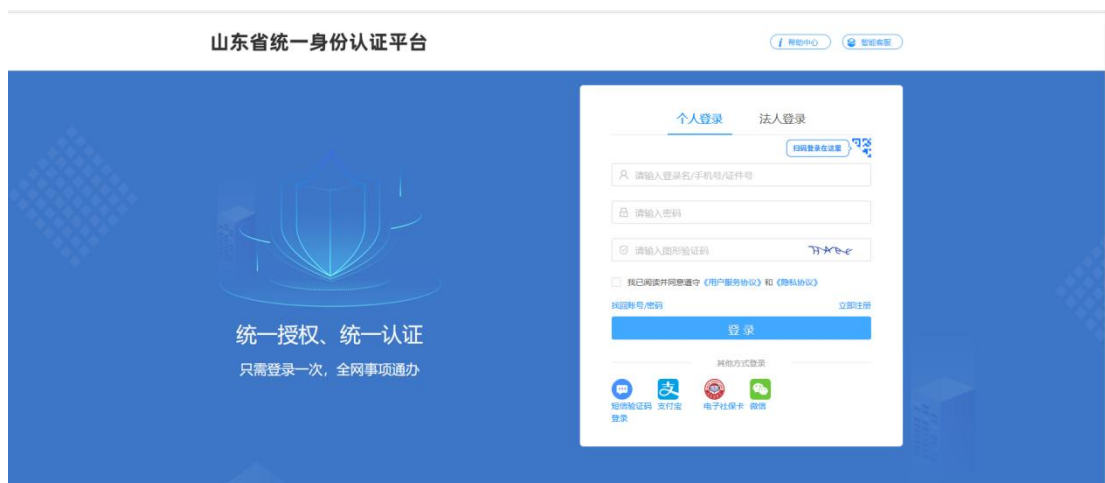 山东省统一身份认证平台
帮助中心 智能客服
个人登录 法人登录
扫码登录在这里
请输入登录名/手机号/证件号
请输入密码
请输入图形验证码
我已阅读并同意遵守《用户服务协议》和《隐私协议》
找回账号/密码 立即注册
登录
统一授权、统一认证
只需登录一次，全网事项通办
其他方式登录
短信验证码登录 支付宝 电子社保卡 微信